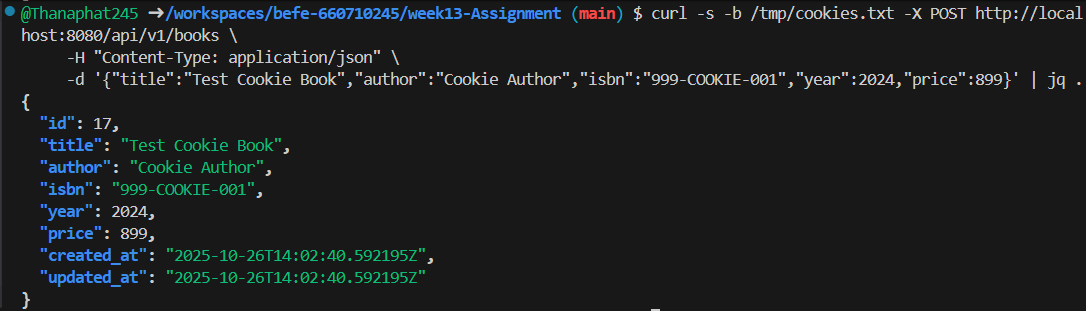 @Thanaphat245 ➜/workspaces/befe-660710245/week13-Assignment (main) $ curl -s -b /tmp/cookies.txt -X POST http://local
host:8080/api/v1/books \
     -H "Content-Type: application/json" \
     -d '{"title":"Test Cookie Book","author":"Cookie Author","isbn":"999-COOKIE-001","year":2024,"price":899}' | jq .
{
  "id": 17,
  "title": "Test Cookie Book",
  "author": "Cookie Author",
  "isbn": "999-COOKIE-001",
  "year": 2024,
  "price": 899,
  "created_at": "2025-10-26T14:02:40.592195Z",
  "updated_at": "2025-10-26T14:02:40.592195Z"
}